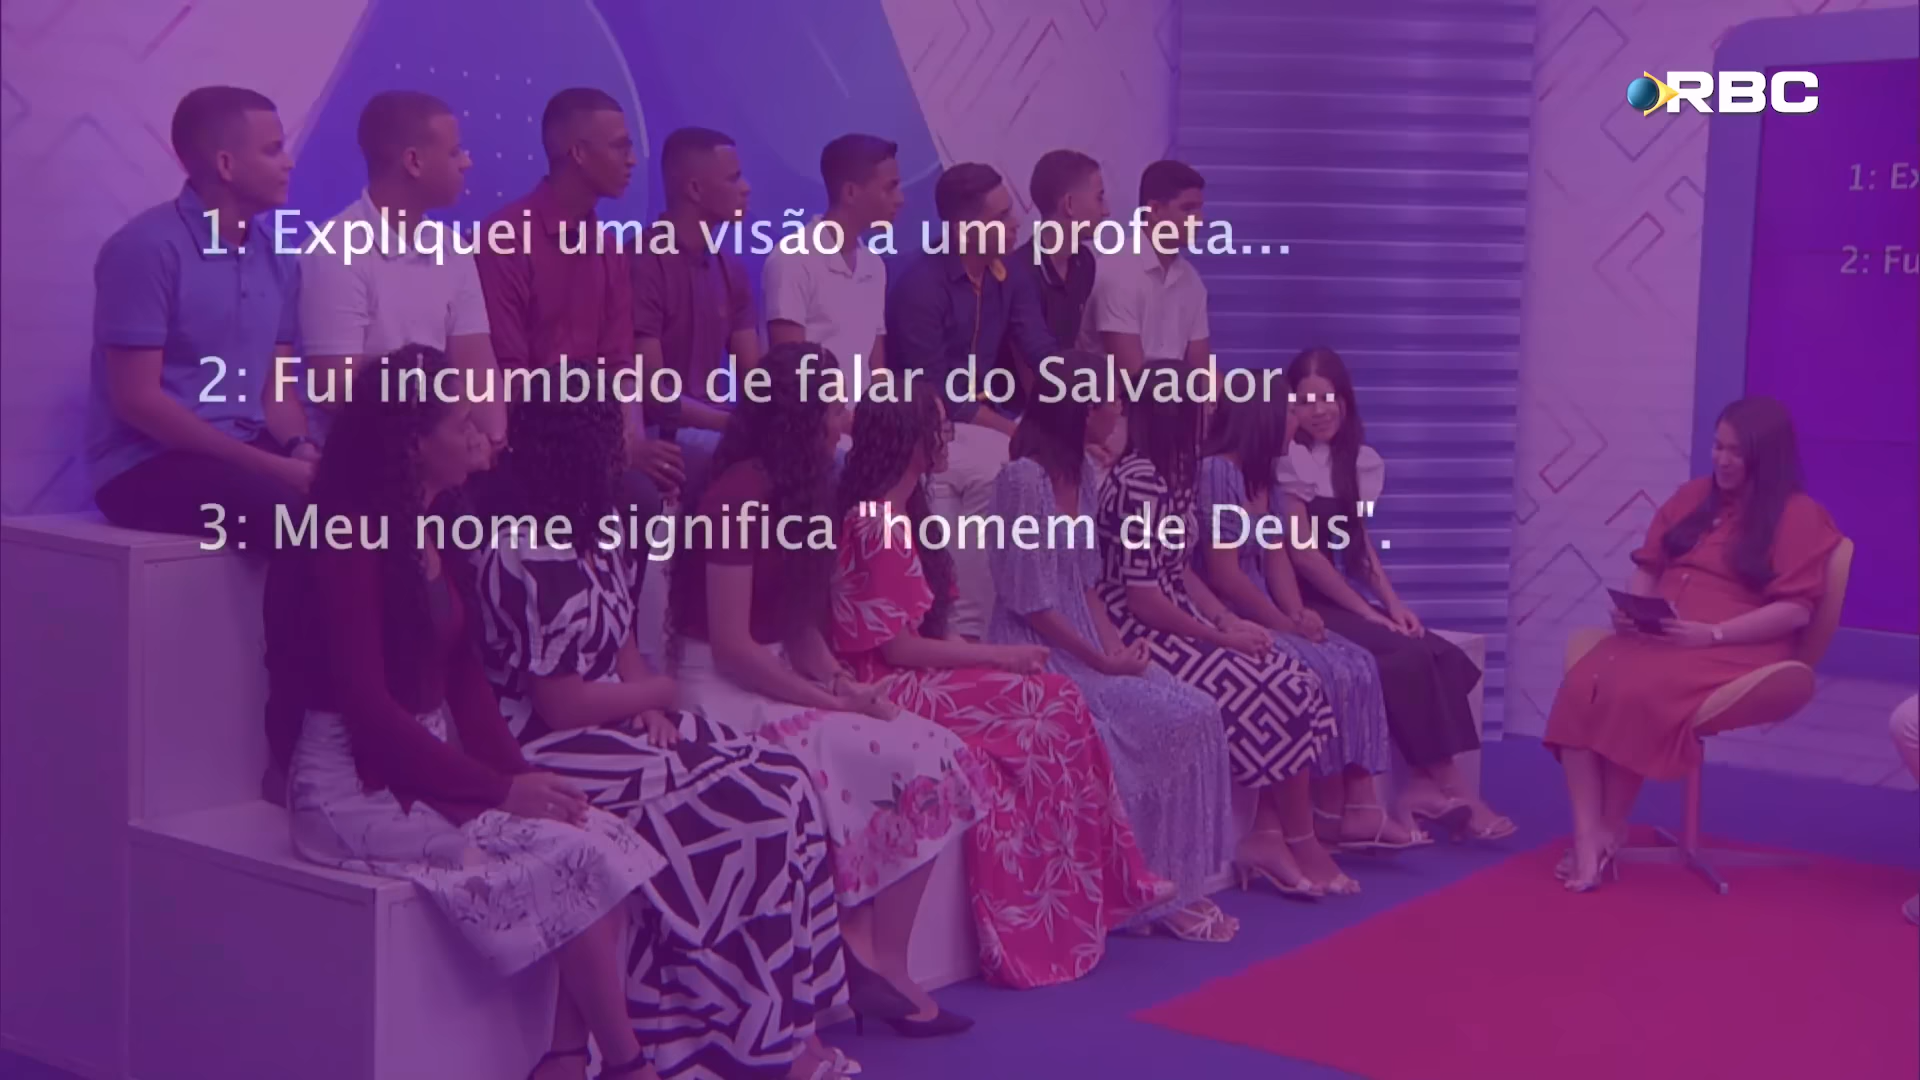 RBC
1: Expliquei uma visão a um profeta...
2: Fui incumbido de falar do Salvador...
3: Meu nome significa "homem de Deus".
1: Ex
2: Fu